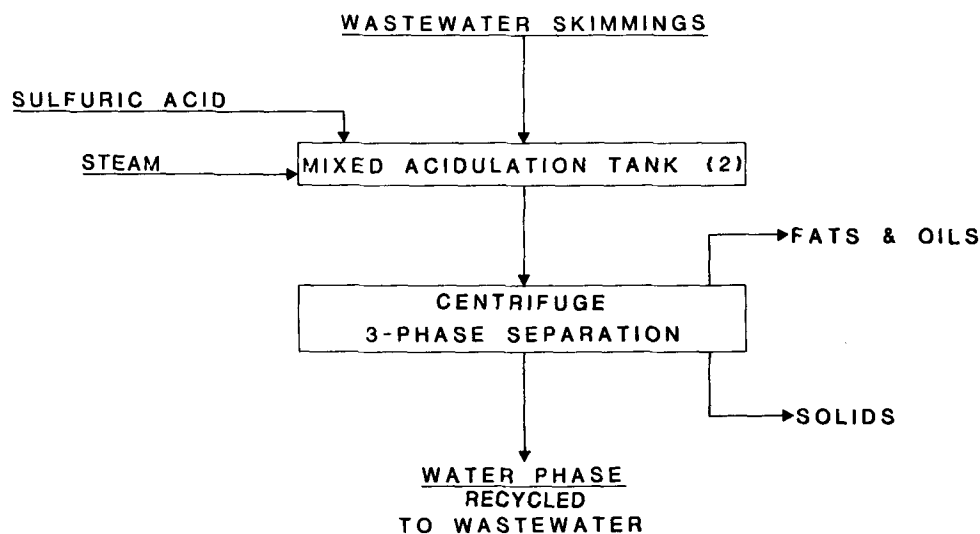 WASTEWATER SKIMMINGS
SULFURIC ACID
STEAM
MIXED ACIDULATION TANK (2)
FATS & OILS
CENTRIFUGE
3-PHASE SEPARATION
SOLIDS
WATER PHASE
RECYCLED
TO WASTEWATER